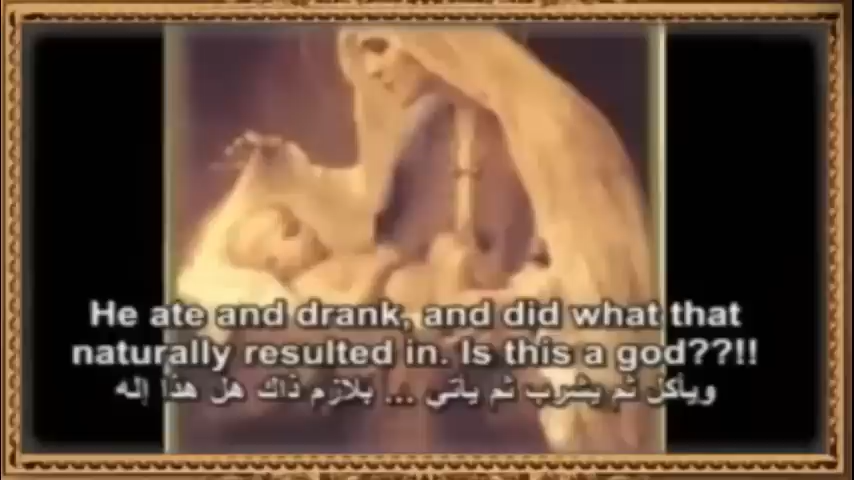 He ate and drank, and did what that
naturally resulted in. Is this a god??!!
ويأكل ثم يشرب ثم يأتي ... بلازم ذاك هل هذا إله